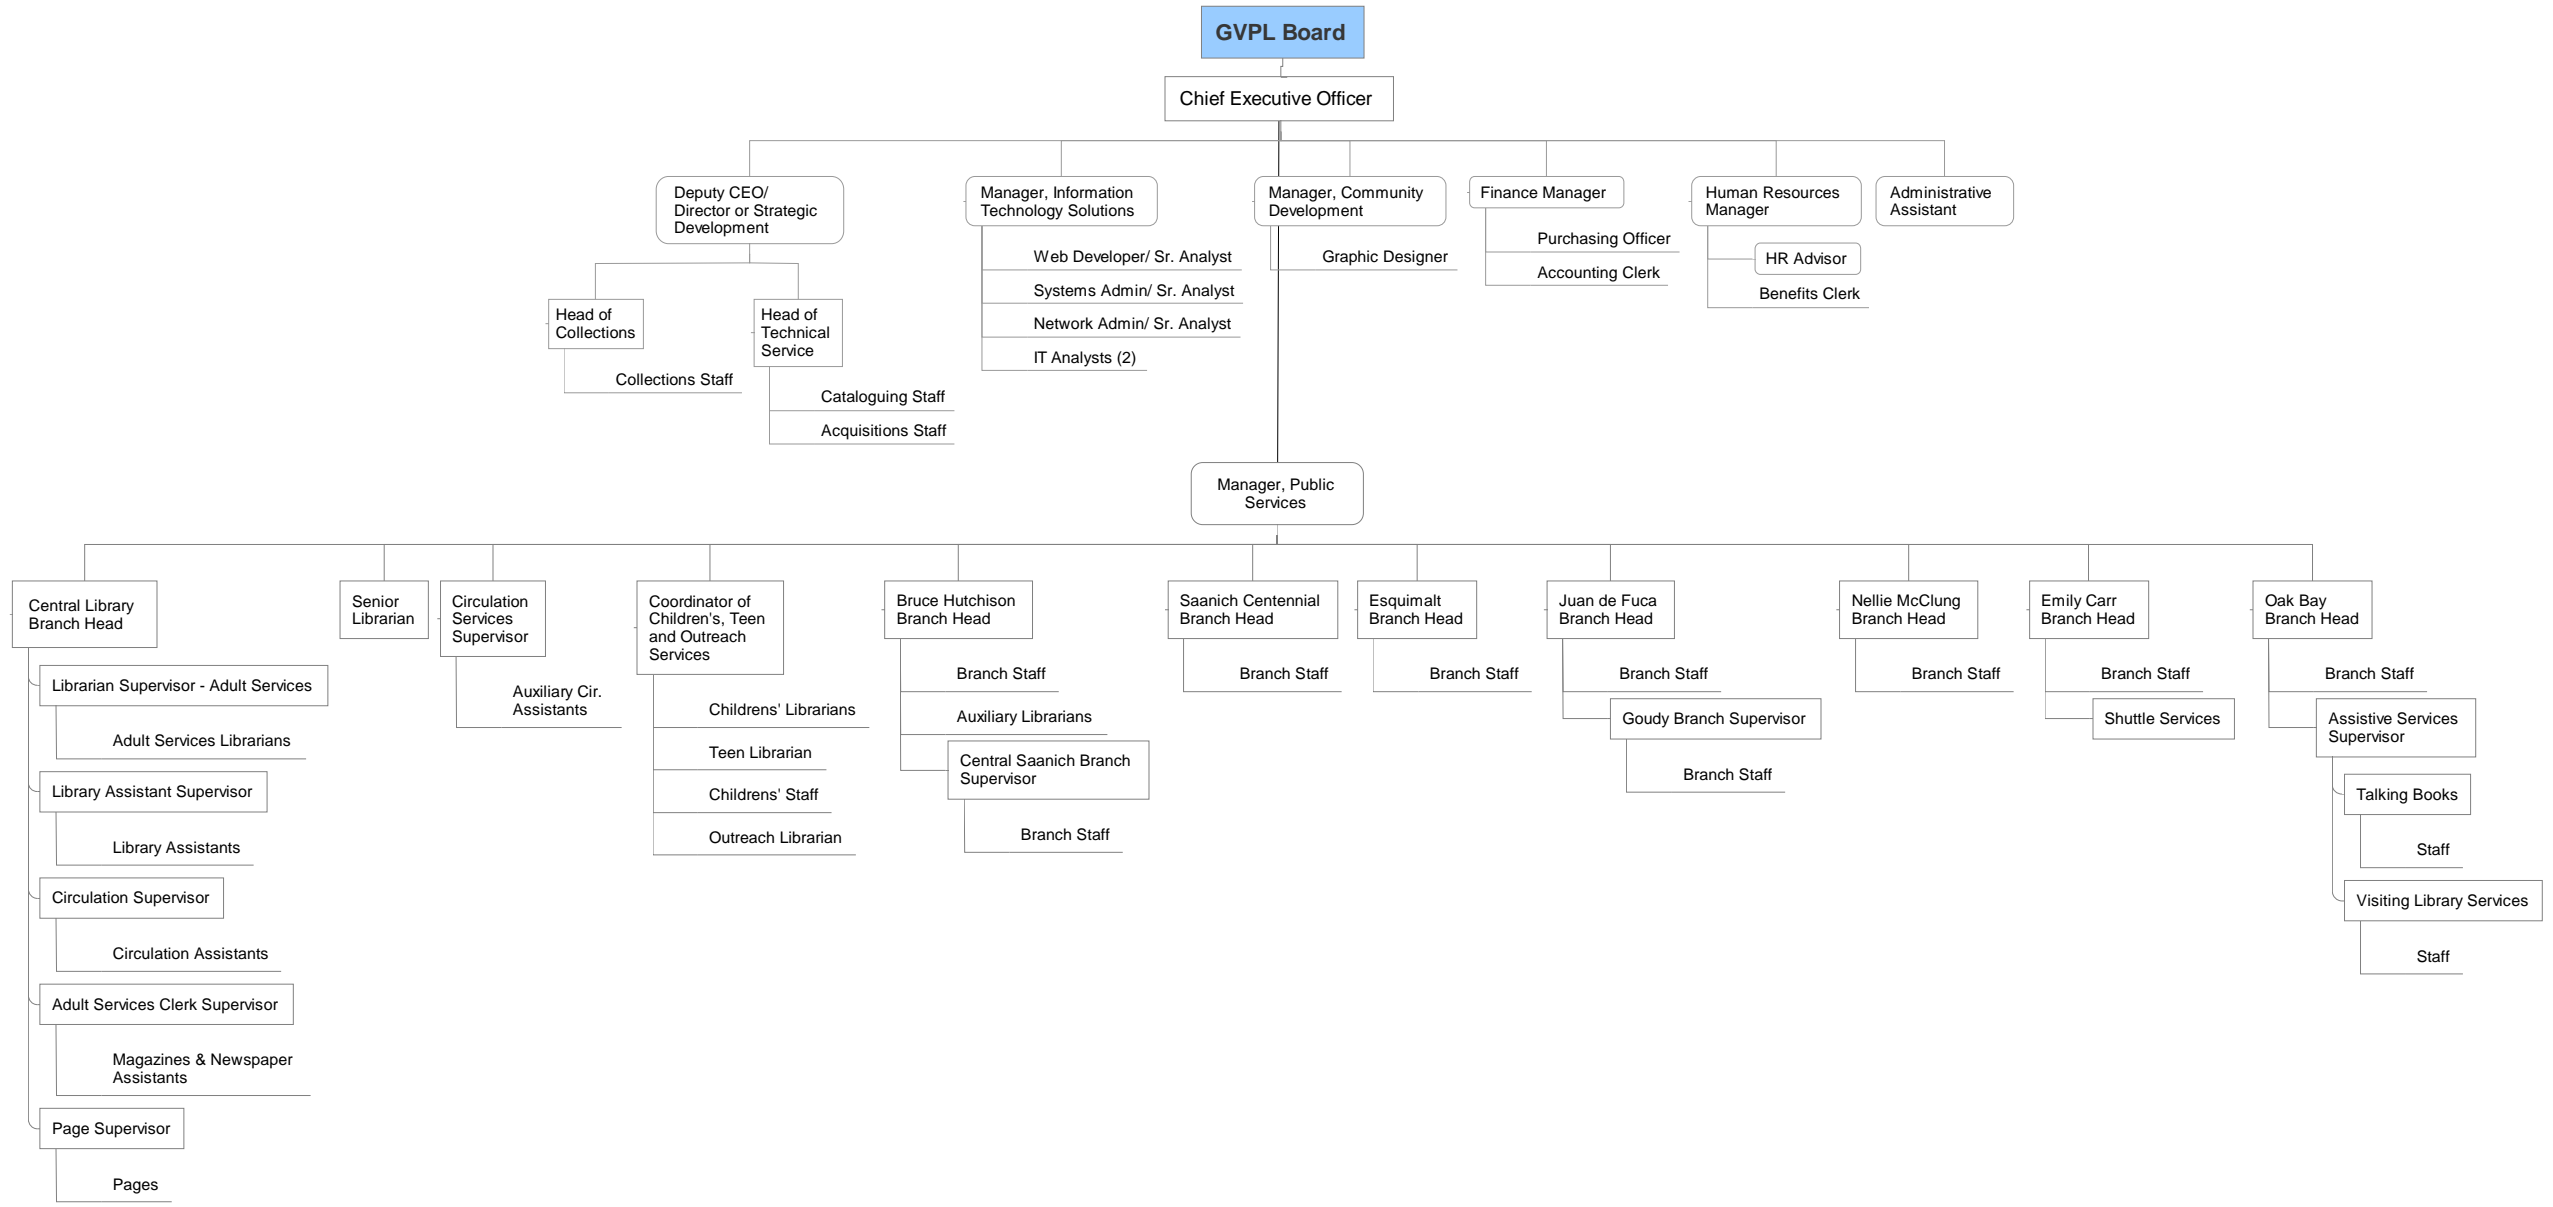 GVPL Board
Chief Executive Officer
Deputy CEO/
Director or Strategic
Development
Manager, Information
Technology Solutions
Manager, Community
Development
Finance Manager
Human Resources
Manager
Administrative
Assistant
Head of
Collections
Collections Staff
Head of
Technical
Service
Cataloguing Staff
Acquisitions Staff
Web Developer/ Sr. Analyst
Systems Admin/ Sr. Analyst
Network Admin/ Sr. Analyst
IT Analysts (2)
Graphic Designer
Purchasing Officer
Accounting Clerk
HR Advisor
Benefits Clerk
Manager, Public
Services
Central Library
Branch Head
Librarian Supervisor - Adult Services
Adult Services Librarians
Library Assistant Supervisor
Library Assistants
Circulation Supervisor
Circulation Assistants
Adult Services Clerk Supervisor
Magazines & Newspaper
Assistants
Page Supervisor
Pages
Senior
Librarian
Circulation
Services
Supervisor
Auxiliary Cir.
Assistants
Coordinator of
Children's, Teen
and Outreach
Services
Childrens' Librarians
Teen Librarian
Childrens' Staff
Outreach Librarian
Bruce Hutchison
Branch Head
Branch Staff
Auxiliary Librarians
Central Saanich Branch
Supervisor
Branch Staff
Saanich Centennial
Branch Head
Branch Staff
Esquimalt
Branch Head
Branch Staff
Juan de Fuca
Branch Head
Branch Staff
Goudy Branch Supervisor
Branch Staff
Nellie McClung
Branch Head
Branch Staff
Emily Carr
Branch Head
Branch Staff
Shuttle Services
Oak Bay
Branch Head
Branch Staff
Assistive Services
Supervisor
Talking Books
Staff
Visiting Library Services
Staff